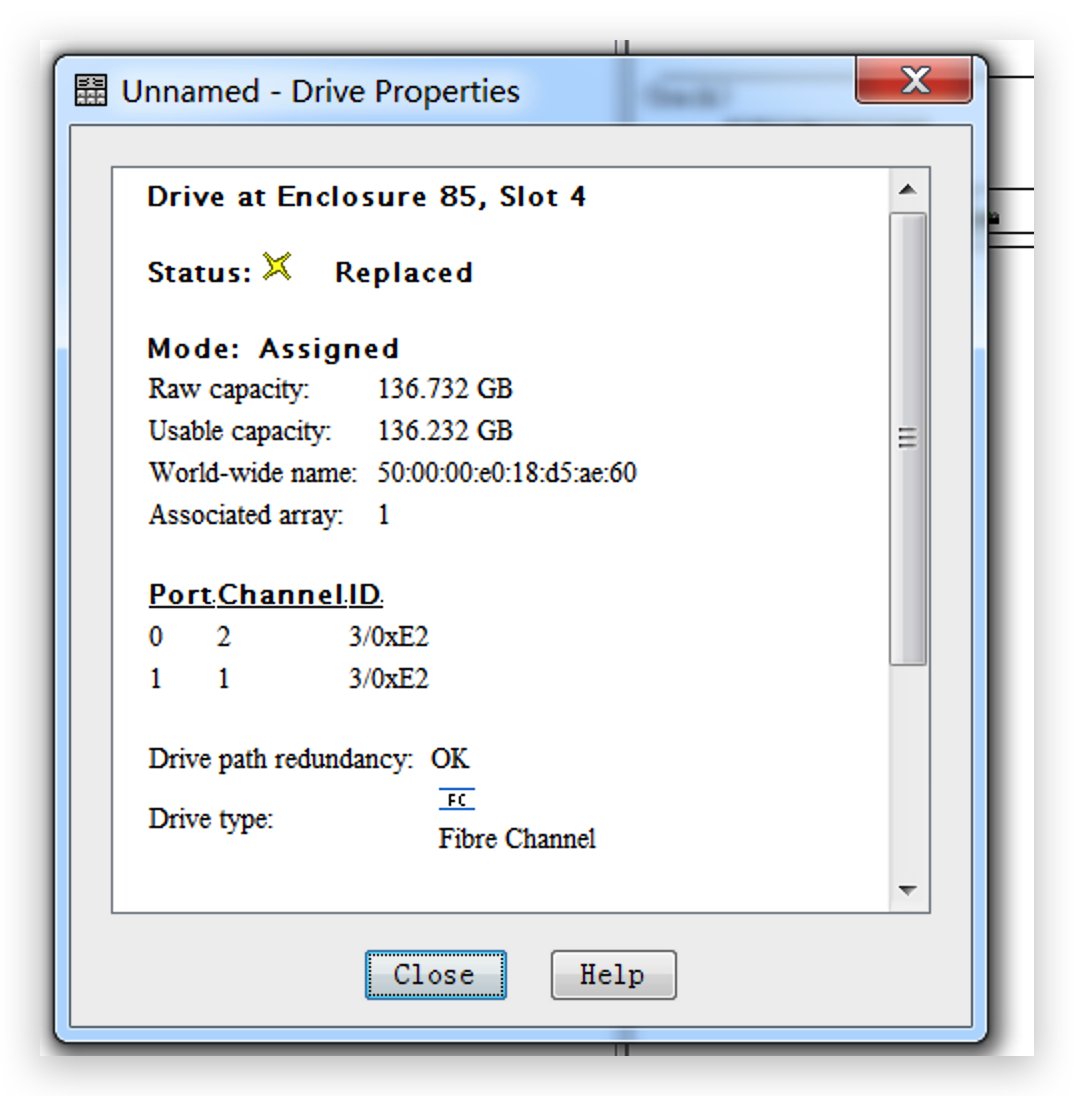 Unnamed - Drive Properties
Drive at Enclosure 85, Slot 4
Status: Replaced
Mode: Assigned
Raw capacity: 136.732 GB
Usable capacity: 136.232 GB
World-wide name: 50:00:00:e0:18:d5:ae:60
Associated array: 1
Port Channel ID
0 2 3/0xE2
1 1 3/0xE2
Drive path redundancy: OK
FC
Drive type:
Fibre Channel
Close Help